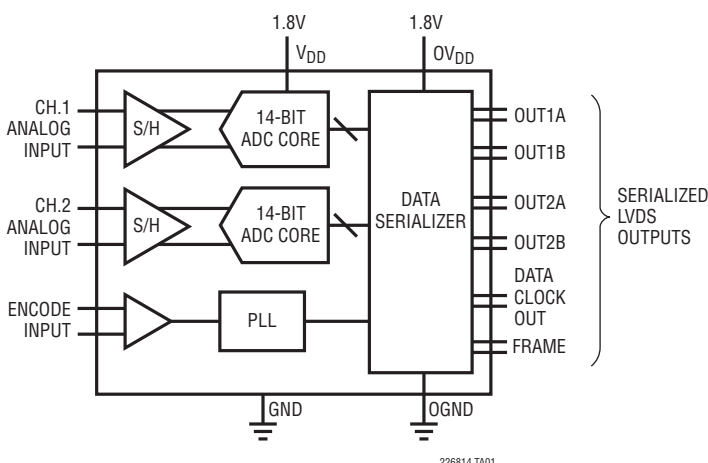 1.8V
1.8V
VDD
OVDD
CH.1
ANALOG
INPUT
S/H
14-BIT
ADC CORE
OUT1A
OUT1B
CH.2
ANALOG
INPUT
S/H
14-BIT
ADC CORE
DATA
SERIALIZER
OUT2A
OUT2B
SERIALIZED
LVDS
OUTPUTS
ENCODE
INPUT
PLL
DATA
CLOCK
OUT
FRAME
GND
OGND
226814 TA01